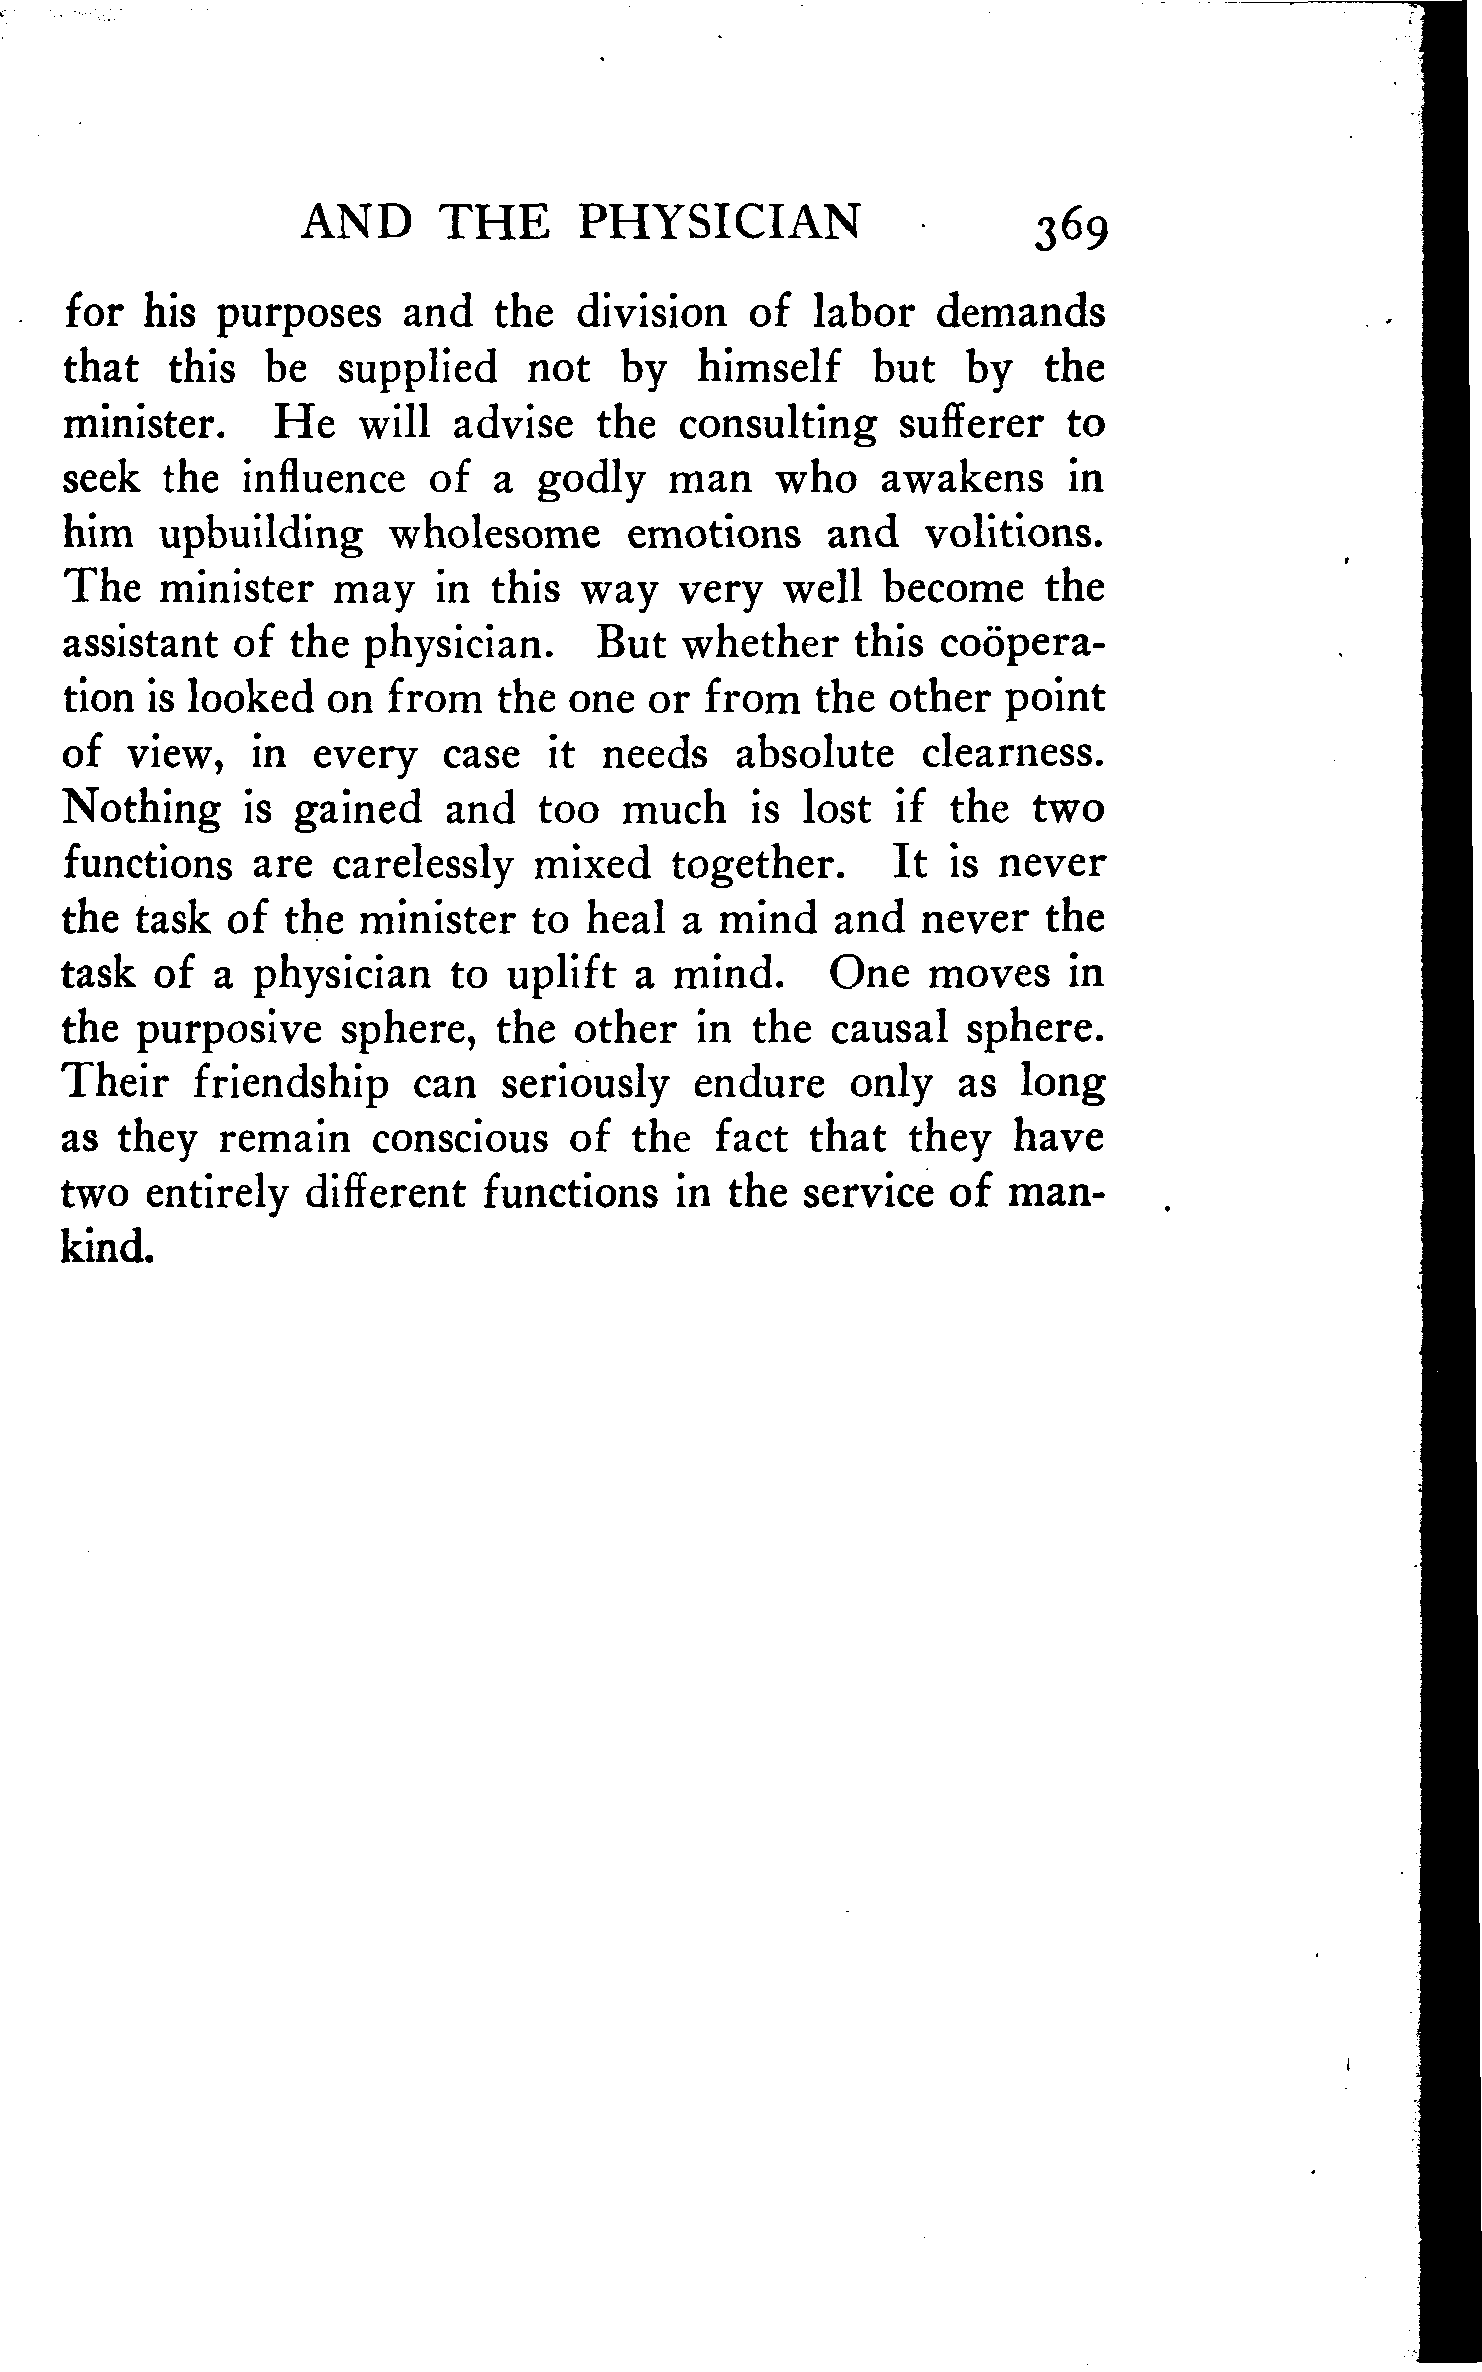 AND THE PHYSICIAN 369
for his purposes and the division of labor demands
that this be supplied not by himself but by the
minister. He will advise the consulting sufferer to
seek the influence of a godly man who awakens in
him upbuilding wholesome emotions and volitions.
The minister may in this way very well become the
assistant of the physician. But whether this coöpera-
tion is looked on from the one or from the other point
of view, in every case it needs absolute clearness.
Nothing is gained and too much is lost if the two
functions are carelessly mixed together. It is never
the task of the minister to heal a mind and never the
task of a physician to uplift a mind. One moves in
the purposive sphere, the other in the causal sphere.
Their friendship can seriously endure only as long
as they remain conscious of the fact that they have
two entirely different functions in the service of man-
kind.